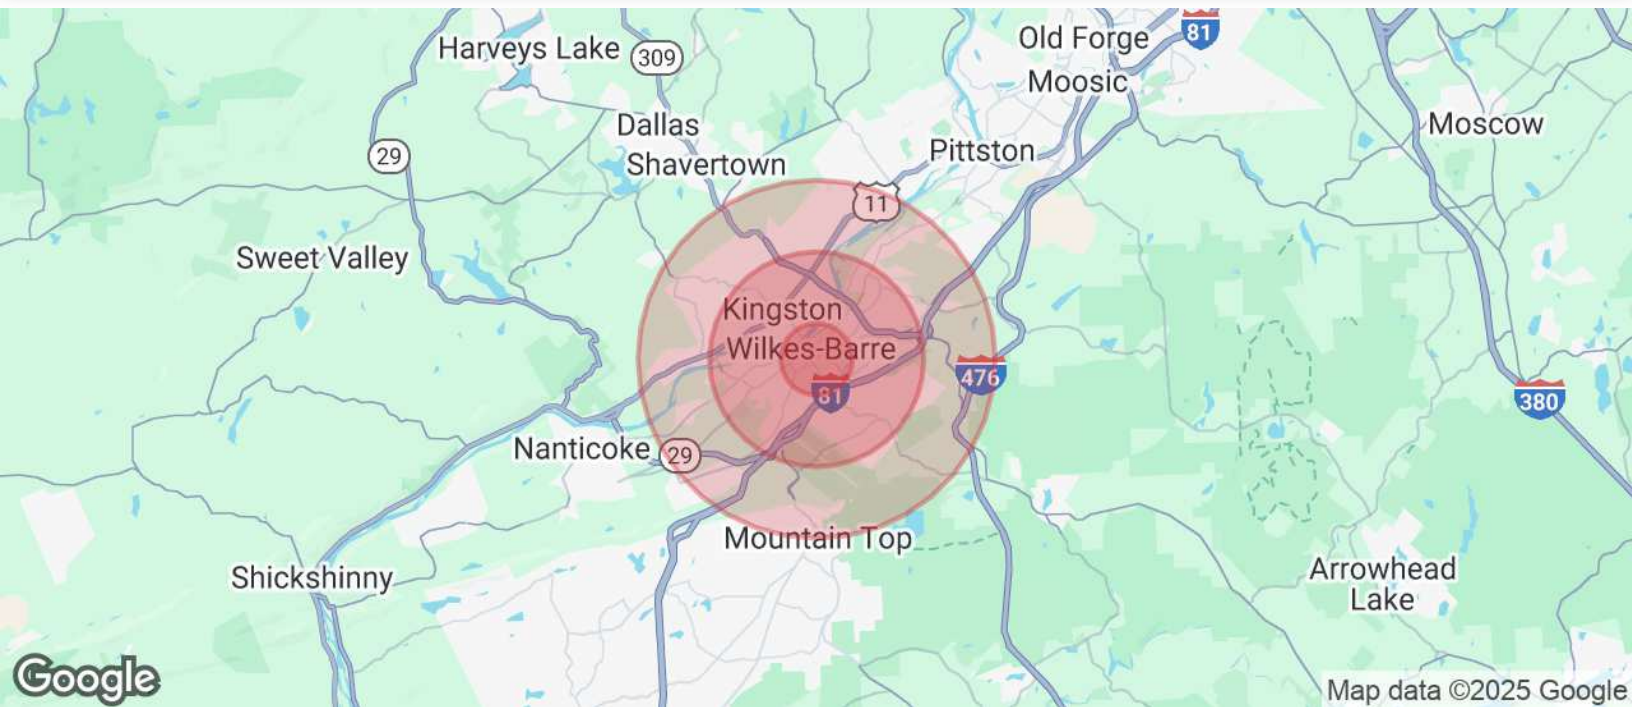 Harveys Lake
309
Old Forge
81
Moosic
Dallas
Moscow
29
Shavertown
Pittston
11
Sweet Valley
Kingston
Wilkes-Barre
81
476
380
Nanticoke
29
Mountain Top
Shickshinny
Arrowhead
Lake
Google
Map data ©2025 Google